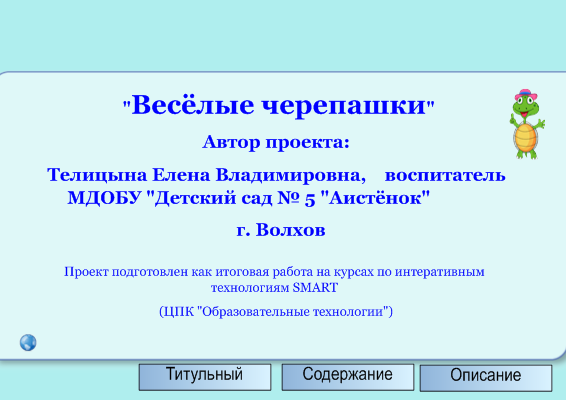 "Весёлые черепашки"
Автор проекта:
Телицына Елена Владимировна, воспитатель
МДОБУ "Детский сад № 5 "Аистёнок"
г. Волхов
Проект подготовлен как итоговая работа на курсах по интеративным
технологиям SMART
(ЦПК "Образовательные технологии")
Титульный Содержание Описание